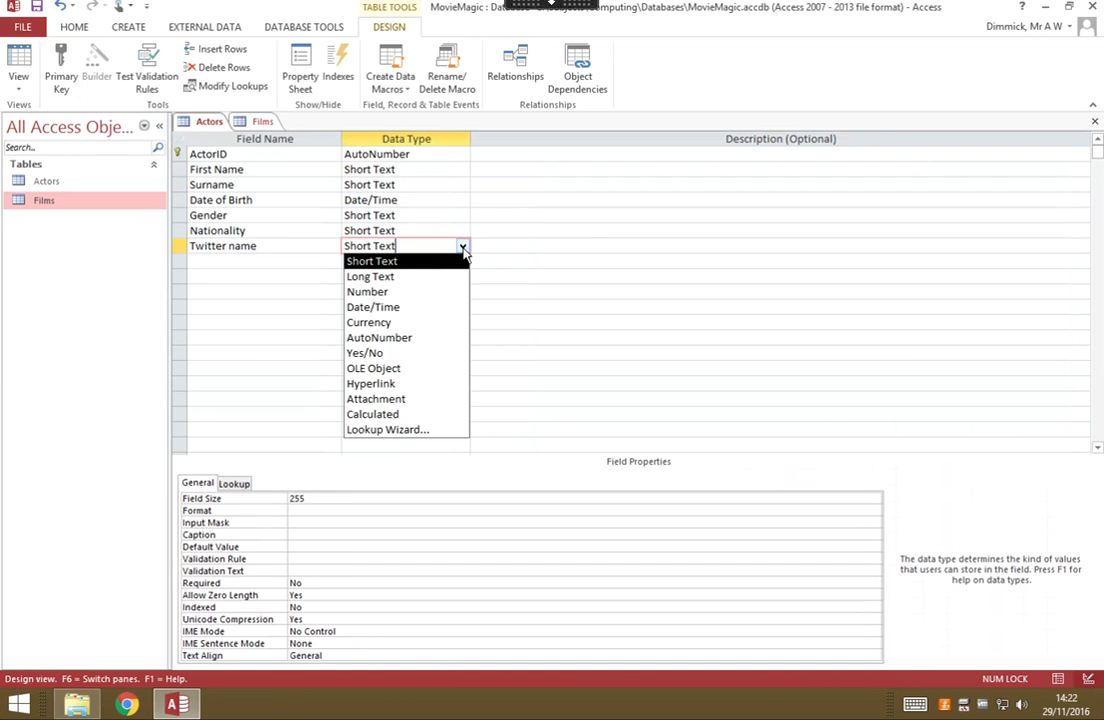 TABLE TOOLS
MovieMagic : Database
Computing\Databases\MovieMagic.accdb (Access 2007 - 2013 file format) - Access
?
FILE HOME CREATE EXTERNAL DATA DATABASE TOOLS DESIGN
Dimmick, Mr A W
View
Primary Key
Builder
Test Validation Rules
Insert Rows
Delete Rows
Modify Lookups
Property Sheet
Indexes
Create Data Macros
Rename/ Delete Macro
Relationships
Object Dependencies
Views Tools Show/Hide Field, Record & Table Events Relationships
All Access Obje...
Search..
Tables
Actors
Films
Actors Films
Field Name Data Type Description (Optional)
ActorID AutoNumber
First Name Short Text
Surname Short Text
Date of Birth Date/Time
Gender Short Text
Nationality Short Text
Twitter name Short Text
Short Text
Long Text
Number
Date/Time
Currency
AutoNumber
Yes/No
OLE Object
Hyperlink
Attachment
Calculated
Lookup Wizard...
Field Properties
General Lookup
Field Size 255
Format
Input Mask
Caption
Default Value
Validation Rule
Validation Text
Required No
Allow Zero Length Yes
Indexed No
Unicode Compression Yes
IME Mode No Control
IME Sentence Mode None
Text Align General
The data type determines the kind of values
that users can store in the field. Press F1 for
help on data types.
Design view. F6 = Switch panes. F1 = Help.
NUM LOCK
14:22
29/11/2016